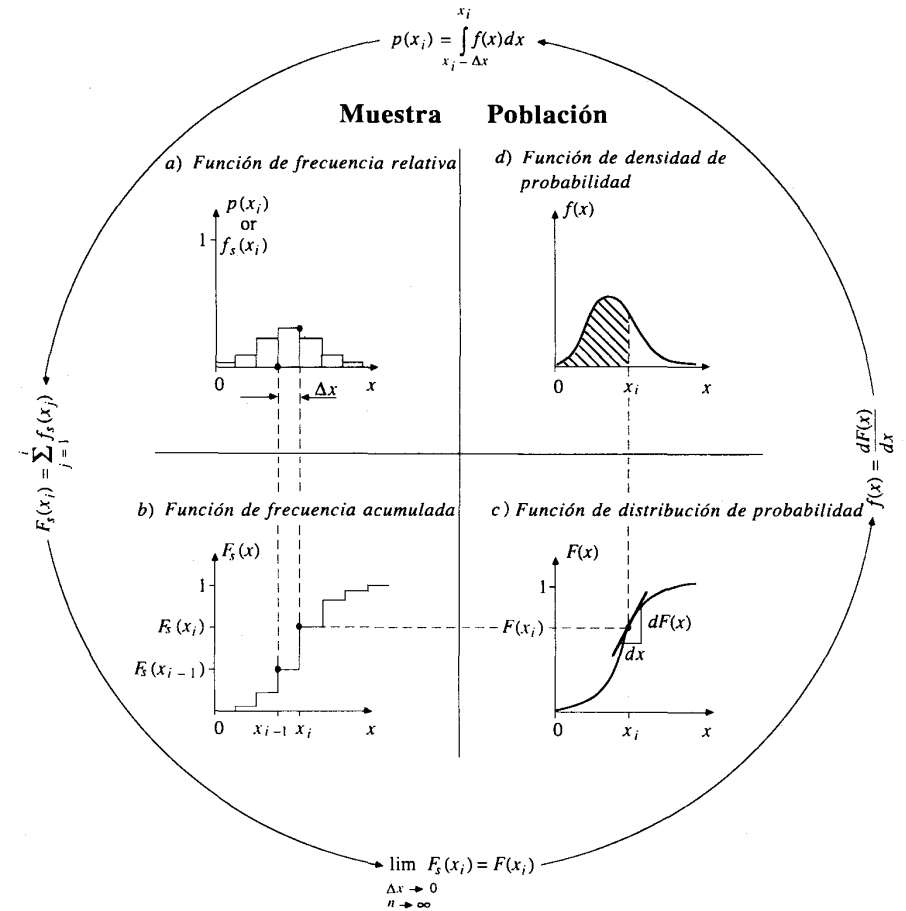 x_i
p(x_i) = ∫ f(x)dx
x_i − Δx
Muestra Población
a) Función de frecuencia relativa
p(x_i)
or
f_s(x_i)
1
0
x
Δx
d) Función de densidad de
probabilidad
f(x)
0
x_i
x
F_s(x_i) = Σ f_s(x_j)
i
j = 1
f(x) = dF(x)
dx
b) Función de frecuencia acumulada
F_s(x)
1
F_s(x_i)
F_s(x_{i − 1})
0
x_{i−1} x_i
x
c) Función de distribución de probabilidad
F(x)
1
F(x_i)
dF(x)
dx
0
x_i
x
lim F_s(x_i) = F(x_i)
Δx → 0
n → ∞